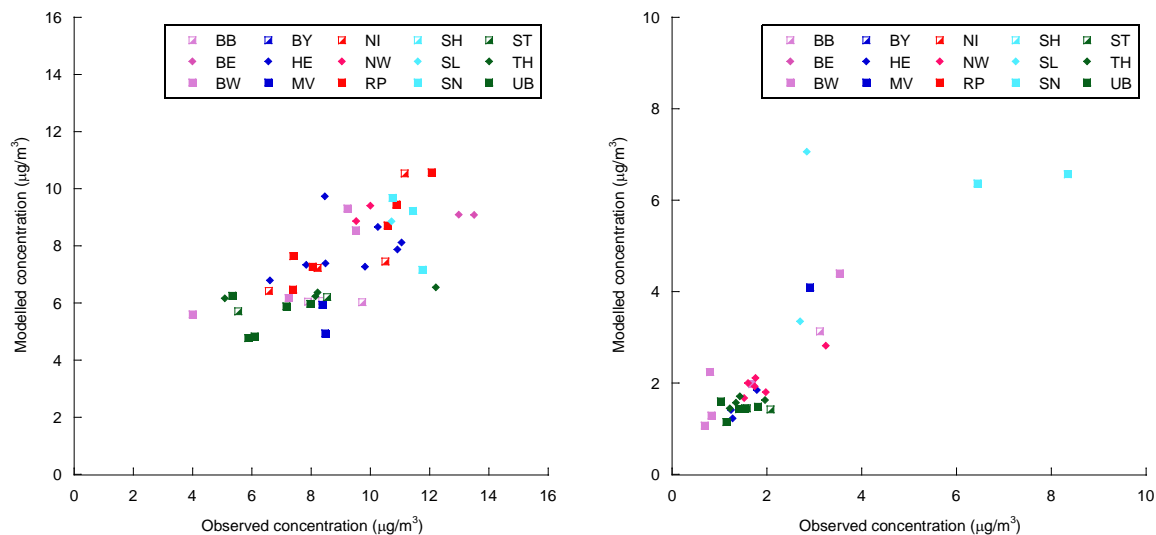 16
14
12
10
8
6
4
2
0
Modelled concentration (μg/m³)
BB BY NI SH ST
BE HE NW SL TH
BW MV RP SN UB
0 2 4 6 8 10 12 14 16
Observed concentration (μg/m³)
10
8
6
4
2
0
Modelled concentration (μg/m³)
BB BY NI SH ST
BE HE NW SL TH
BW MV RP SN UB
0 2 4 6 8 10
Observed concentration (μg/m³)